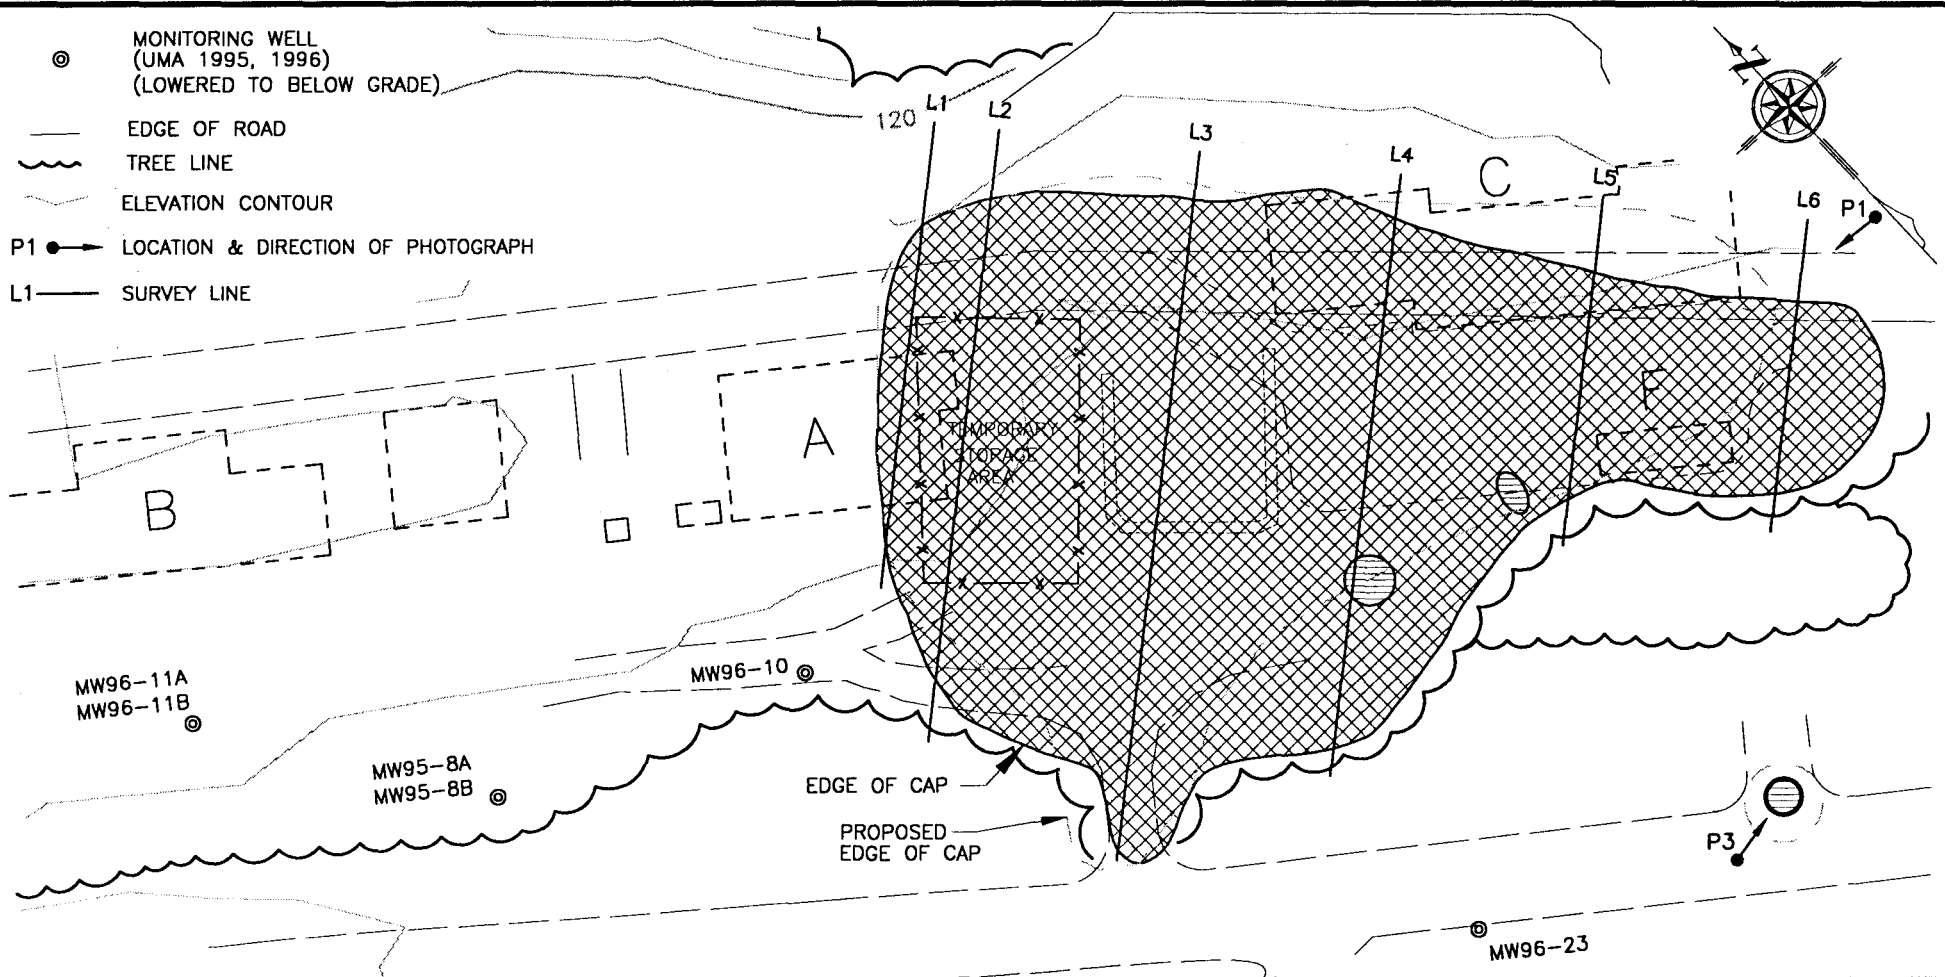 MONITORING WELL
(UMA 1995, 1996)
(LOWERED TO BELOW GRADE)
EDGE OF ROAD
TREE LINE
ELEVATION CONTOUR
P1 LOCATION & DIRECTION OF PHOTOGRAPH
L1 SURVEY LINE
120
L1
L2
L3
L4
L5
L6
N
P1
C
F
A
B
TEMPORARY
STORAGE
AREA
MW96-11A
MW96-11B
MW96-10
MW95-8A
MW95-8B
EDGE OF CAP
PROPOSED
EDGE OF CAP
P3
MW96-23